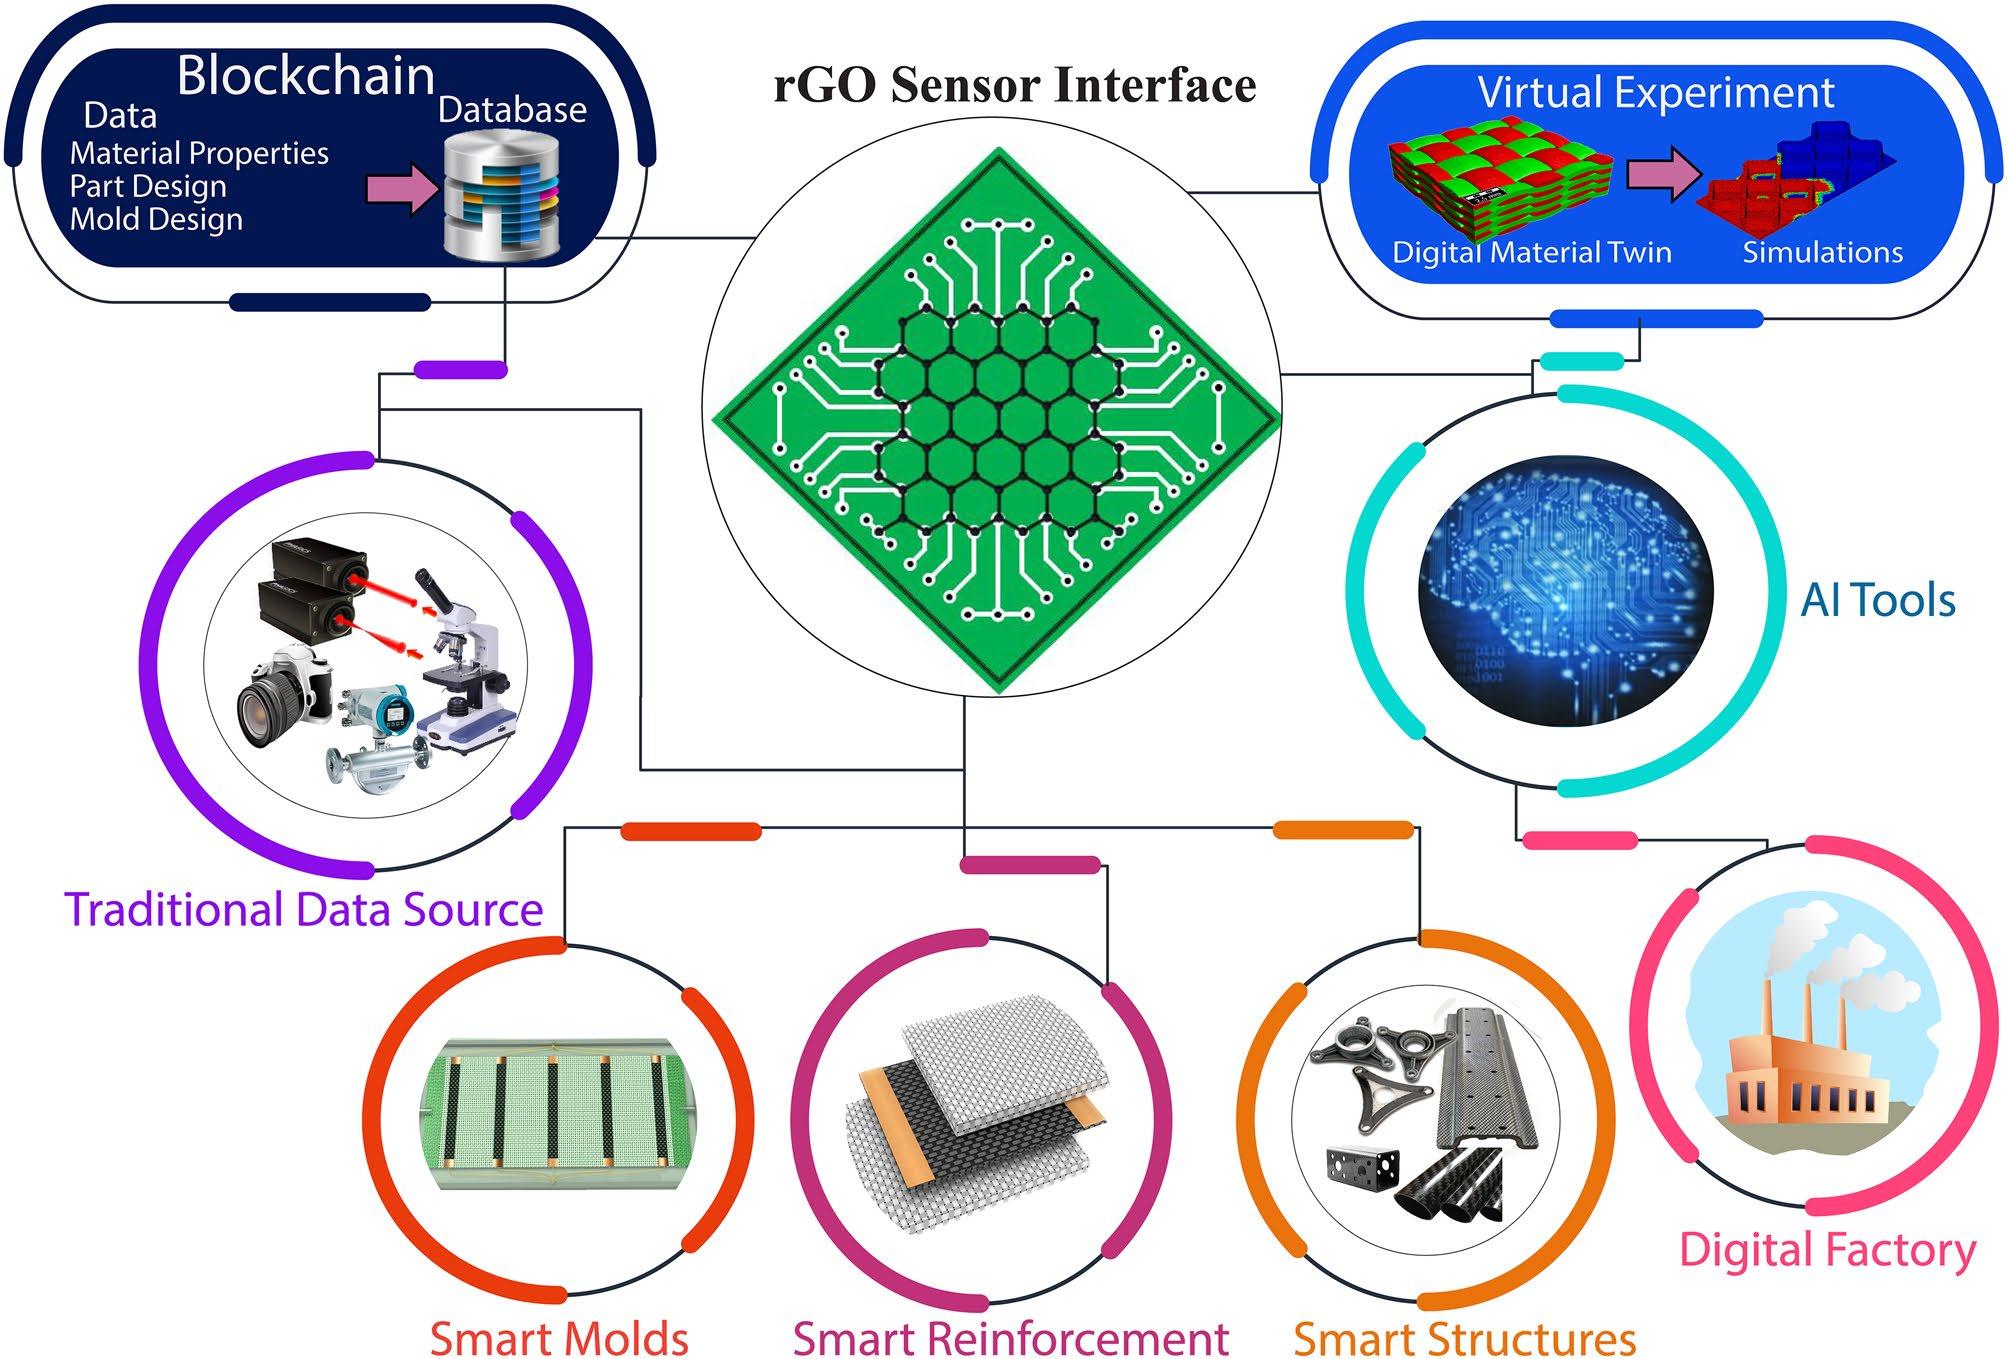 Blockchain
Data
Database
Material Properties
Part Design
Mold Design
rGO Sensor Interface
Virtual Experiment
Digital Material Twin
Simulations
AI Tools
Traditional Data Source
Digital Factory
Smart Molds
Smart Reinforcement
Smart Structures